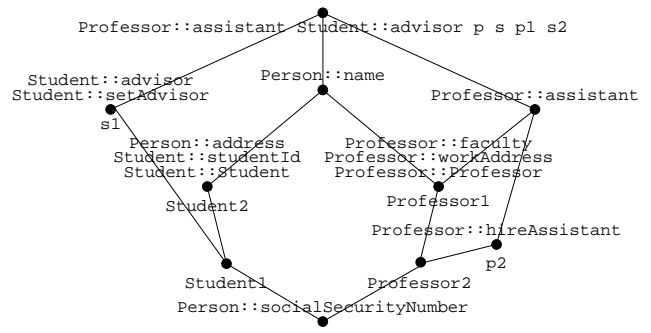 Professor::assistant Student::advisor p s p1 s2
Person::name
Student::advisor
Student::setAdvisor
s1
Professor::assistant
Person::address
Student::studentId
Student::Student
Student2
Professor::faculty
Professor::workAddress
Professor::Professor
Professor1
Professor::hireAssistant
p2
Student1
Professor2
Person::socialSecurityNumber